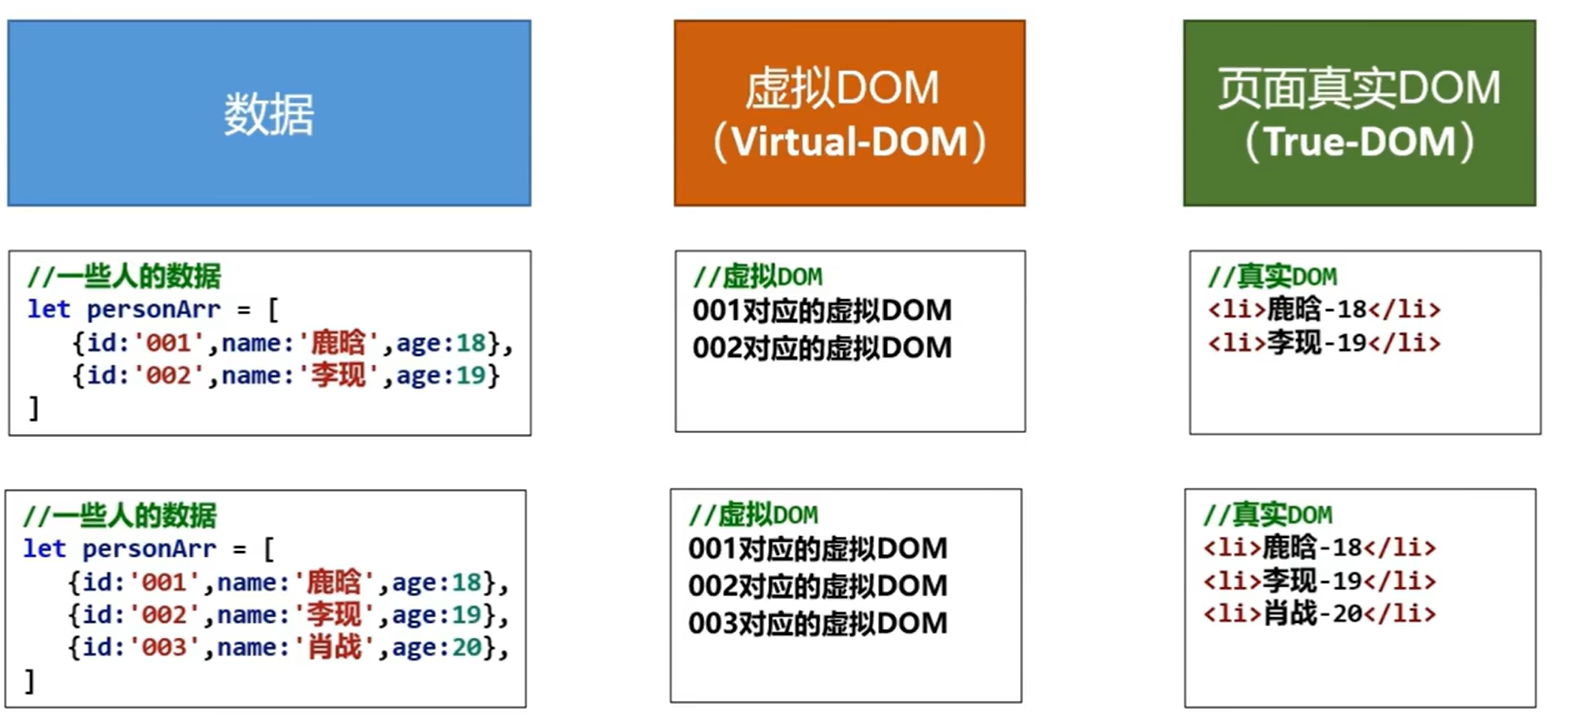 数据
虚拟DOM
（Virtual-DOM）
页面真实DOM
（True-DOM）
//一些人的数据
let personArr = [
{id:'001',name:'鹿晗',age:18},
{id:'002',name:'李现',age:19}
]
//虚拟DOM
001对应的虚拟DOM
002对应的虚拟DOM
//真实DOM
<li>鹿晗-18</li>
<li>李现-19</li>
//一些人的数据
let personArr = [
{id:'001',name:'鹿晗',age:18},
{id:'002',name:'李现',age:19},
{id:'003',name:'肖战',age:20},
]
//虚拟DOM
001对应的虚拟DOM
002对应的虚拟DOM
003对应的虚拟DOM
//真实DOM
<li>鹿晗-18</li>
<li>李现-19</li>
<li>肖战-20</li>